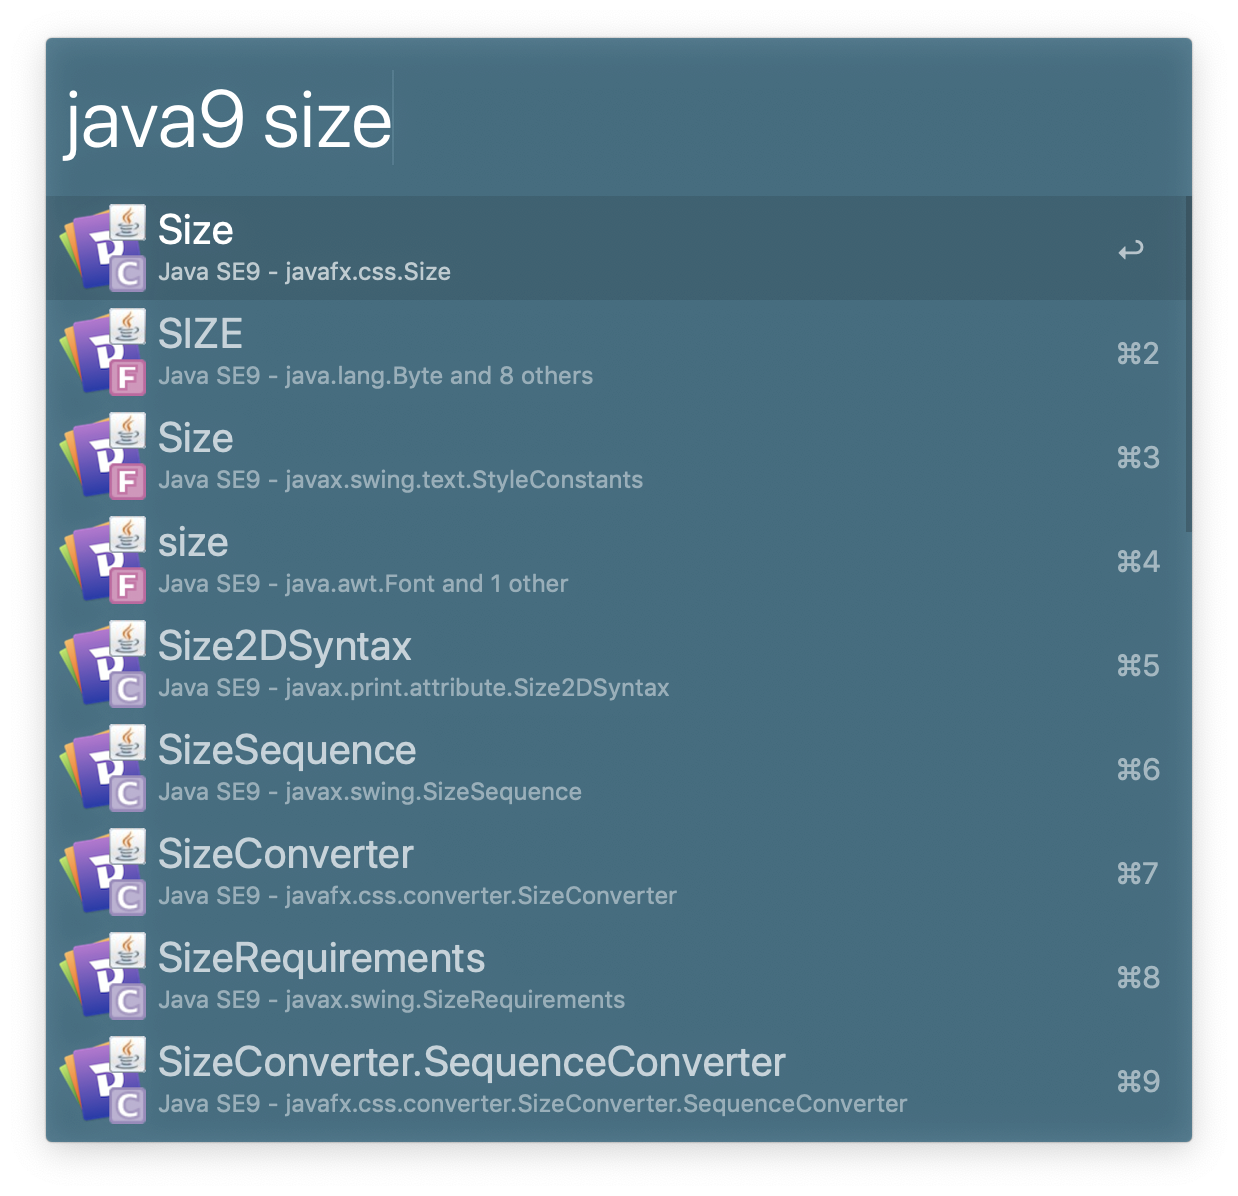 java9 size
Size
Java SE9 - javafx.css.Size
↩
SIZE
Java SE9 - java.lang.Byte and 8 others
⌘2
Size
Java SE9 - javax.swing.text.StyleConstants
⌘3
size
Java SE9 - java.awt.Font and 1 other
⌘4
Size2DSyntax
Java SE9 - javax.print.attribute.Size2DSyntax
⌘5
SizeSequence
Java SE9 - javax.swing.SizeSequence
⌘6
SizeConverter
Java SE9 - javafx.css.converter.SizeConverter
⌘7
SizeRequirements
Java SE9 - javax.swing.SizeRequirements
⌘8
SizeConverter.SequenceConverter
Java SE9 - javafx.css.converter.SizeConverter.SequenceConverter
⌘9